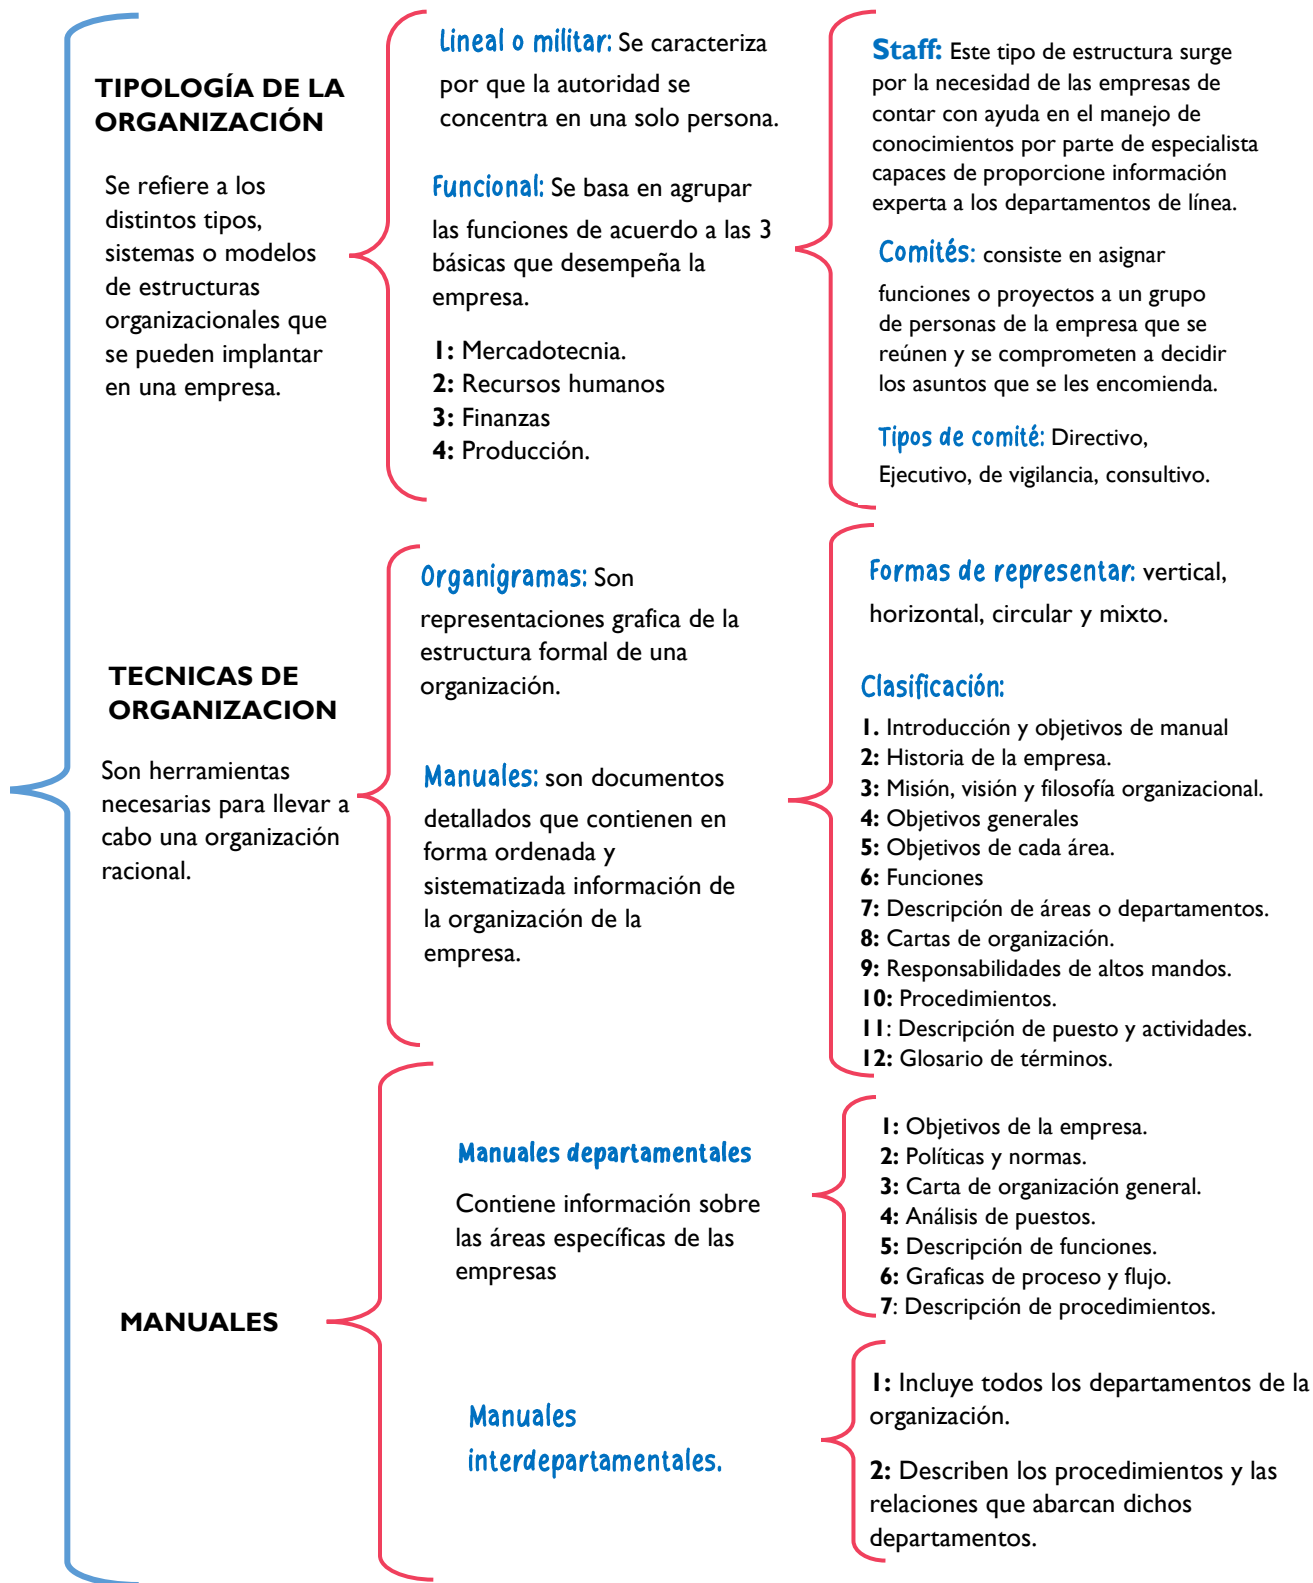 TIPOLOGÍA DE LA
ORGANIZACIÓN
Se refiere a los
distintos tipos,
sistemas o modelos
de estructuras
organizacionales que
se pueden implantar
en una empresa.
Lineal o militar: Se caracteriza
por que la autoridad se
concentra en una solo persona.
Funcional: Se basa en agrupar
las funciones de acuerdo a las 3
básicas que desempeña la
empresa.
1: Mercadotecnia.
2: Recursos humanos
3: Finanzas
4: Producción.
Staff: Este tipo de estructura surge
por la necesidad de las empresas de
contar con ayuda en el manejo de
conocimientos por parte de especialista
capaces de proporcione información
experta a los departamentos de línea.
Comités: consiste en asignar
funciones o proyectos a un grupo
de personas de la empresa que se
reúnen y se comprometen a decidir
los asuntos que se les encomienda.
Tipos de comité: Directivo,
Ejecutivo, de vigilancia, consultivo.
TECNICAS DE
ORGANIZACION
Son herramientas
necesarias para llevar a
cabo una organización
racional.
Organigramas: Son
representaciones grafica de la
estructura formal de una
organización.
Manuales: son documentos
detallados que contienen en
forma ordenada y
sistematizada información de
la organización de la
empresa.
Formas de representar: vertical,
horizontal, circular y mixto.
Clasificación:
1. Introducción y objetivos de manual
2: Historia de la empresa.
3: Misión, visión y filosofía organizacional.
4: Objetivos generales
5: Objetivos de cada área.
6: Funciones
7: Descripción de áreas o departamentos.
8: Cartas de organización.
9: Responsabilidades de altos mandos.
10: Procedimientos.
11: Descripción de puesto y actividades.
12: Glosario de términos.
MANUALES
Manuales departamentales
Contiene información sobre
las áreas específicas de las
empresas
1: Objetivos de la empresa.
2: Políticas y normas.
3: Carta de organización general.
4: Análisis de puestos.
5: Descripción de funciones.
6: Graficas de proceso y flujo.
7: Descripción de procedimientos.
Manuales
interdepartamentales.
1: Incluye todos los departamentos de la
organización.
2: Describen los procedimientos y las
relaciones que abarcan dichos
departamentos.